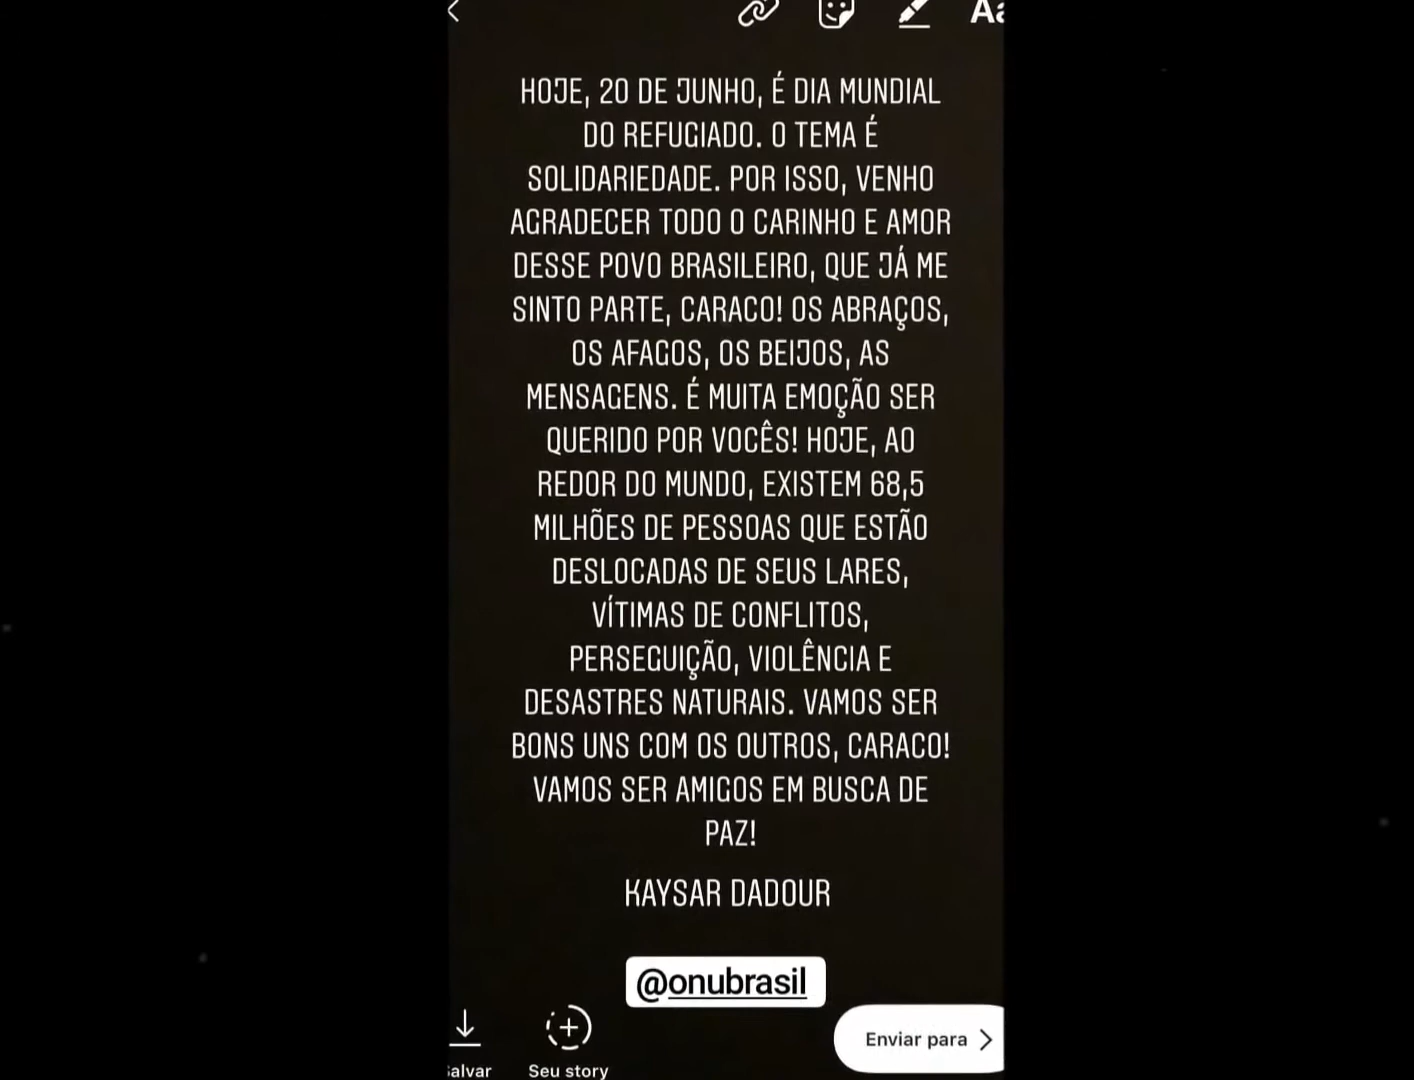 Aa
HOJE, 20 DE JUNHO, É DIA MUNDIAL
DO REFUGIADO. O TEMA É
SOLIDARIEDADE. POR ISSO, VENHO
AGRADECER TODO O CARINHO E AMOR
DESSE POVO BRASILEIRO, QUE JÁ ME
SINTO PARTE, CARACO! OS ABRAÇOS,
OS AFAGOS, OS BEIJOS, AS
MENSAGENS. É MUITA EMOÇÃO SER
QUERIDO POR VOCÊS! HOJE, AO
REDOR DO MUNDO, EXISTEM 68,5
MILHÕES DE PESSOAS QUE ESTÃO
DESLOCADAS DE SEUS LARES,
VÍTIMAS DE CONFLITOS,
PERSEGUIÇÃO, VIOLÊNCIA E
DESASTRES NATURAIS. VAMOS SER
BONS UNS COM OS OUTROS, CARACO!
VAMOS SER AMIGOS EM BUSCA DE
PAZ!
KAYSAR DADOUR
@onubrasil
Enviar para
alvar Seu story